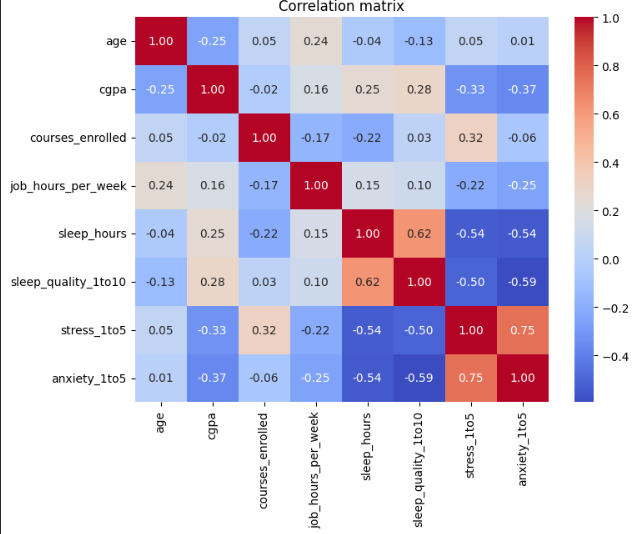 Correlation matrix
age 1.00 -0.25 0.05 0.24 -0.04 -0.13 0.05 0.01
cgpa -0.25 1.00 -0.02 0.16 0.25 0.28 -0.33 -0.37
courses_enrolled 0.05 -0.02 1.00 -0.17 -0.22 0.03 0.32 -0.06
job_hours_per_week 0.24 0.16 -0.17 1.00 0.15 0.10 -0.22 -0.25
sleep_hours -0.04 0.25 -0.22 0.15 1.00 0.62 -0.54 -0.54
sleep_quality_1to10 -0.13 0.28 0.03 0.10 0.62 1.00 -0.50 -0.59
stress_1to5 0.05 -0.33 0.32 -0.22 -0.54 -0.50 1.00 0.75
anxiety_1to5 0.01 -0.37 -0.06 -0.25 -0.54 -0.59 0.75 1.00
age
cgpa
courses_enrolled
job_hours_per_week
sleep_hours
sleep_quality_1to10
stress_1to5
anxiety_1to5
1.0
0.8
0.6
0.4
0.2
0.0
−0.2
−0.4